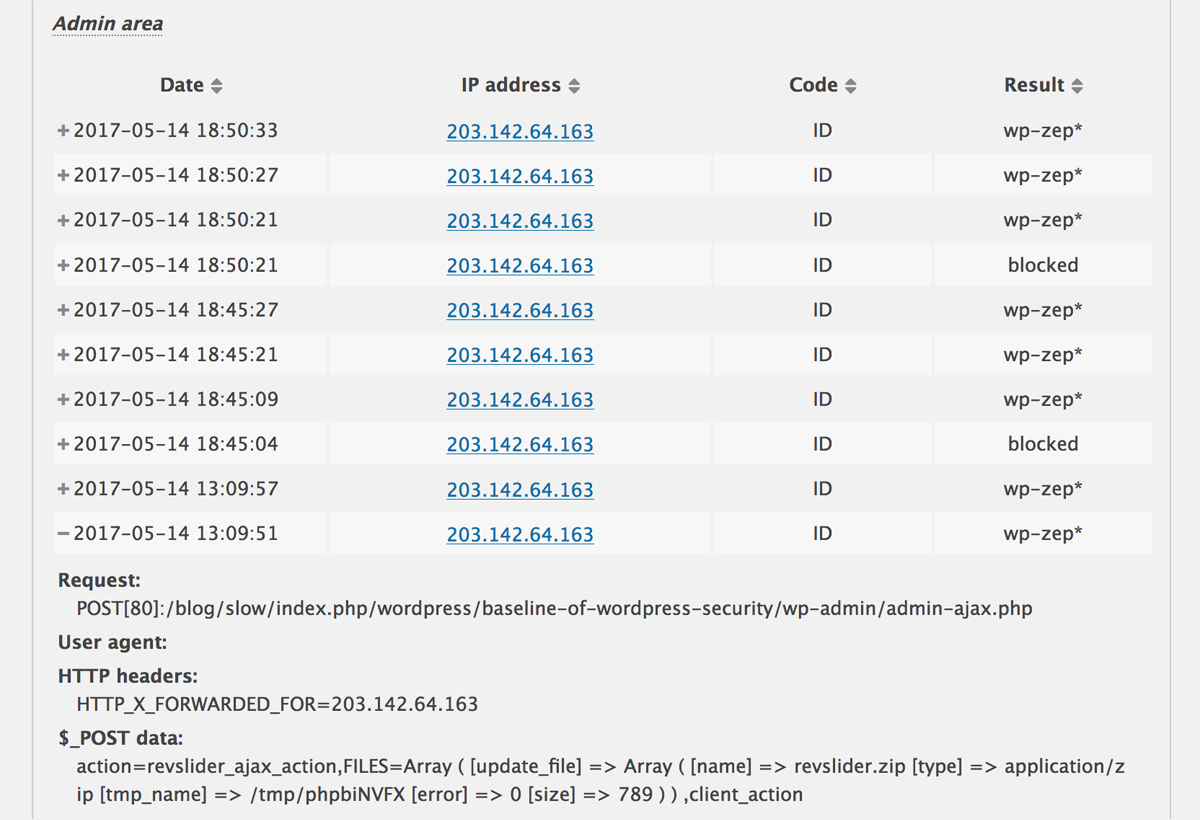 Admin area
Date IP address Code Result
+ 2017-05-14 18:50:33 203.142.64.163 ID wp-zep*
+ 2017-05-14 18:50:27 203.142.64.163 ID wp-zep*
+ 2017-05-14 18:50:21 203.142.64.163 ID wp-zep*
+ 2017-05-14 18:50:21 203.142.64.163 ID blocked
+ 2017-05-14 18:45:27 203.142.64.163 ID wp-zep*
+ 2017-05-14 18:45:21 203.142.64.163 ID wp-zep*
+ 2017-05-14 18:45:09 203.142.64.163 ID wp-zep*
+ 2017-05-14 18:45:04 203.142.64.163 ID blocked
+ 2017-05-14 13:09:57 203.142.64.163 ID wp-zep*
− 2017-05-14 13:09:51 203.142.64.163 ID wp-zep*
Request:
POST[80]:/blog/slow/index.php/wordpress/baseline-of-wordpress-security/wp-admin/admin-ajax.php
User agent:
HTTP headers:
HTTP_X_FORWARDED_FOR=203.142.64.163
$_POST data:
action=revslider_ajax_action,FILES=Array ( [update_file] => Array ( [name] => revslider.zip [type] => application/z
ip [tmp_name] => /tmp/phpbiNVFX [error] => 0 [size] => 789 ) ) ,client_action